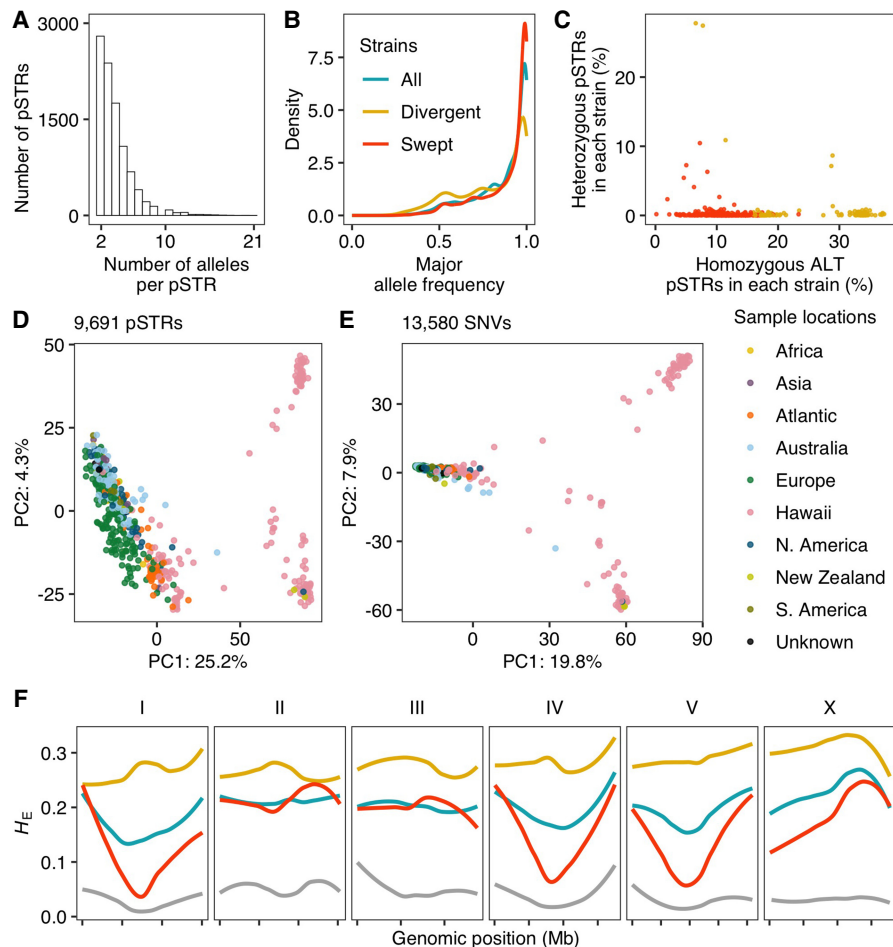 A
3000
1500
0
2
10
21
Number of pSTRs
Number of alleles
per pSTR
B
7.5
5.0
2.5
0.0
0.0
0.5
1.0
Density
Major
allele frequency
Strains
All
Divergent
Swept
C
20
10
0
0
10
20
30
Heterozygous pSTRs
in each strain (%)
Homozygous ALT
pSTRs in each strain (%)
D
9,691 pSTRs
50
25
0
-25
0
50
PC2: 4.3%
PC1: 25.2%
E
13,580 SNVs
30
0
-30
-60
0
30
60
90
PC2: 7.9%
PC1: 19.8%
Sample locations
Africa
Asia
Atlantic
Australia
Europe
Hawaii
N. America
New Zealand
S. America
Unknown
F
I
II
III
IV
V
X
0.3
0.2
0.1
0.0
HE
Genomic position (Mb)